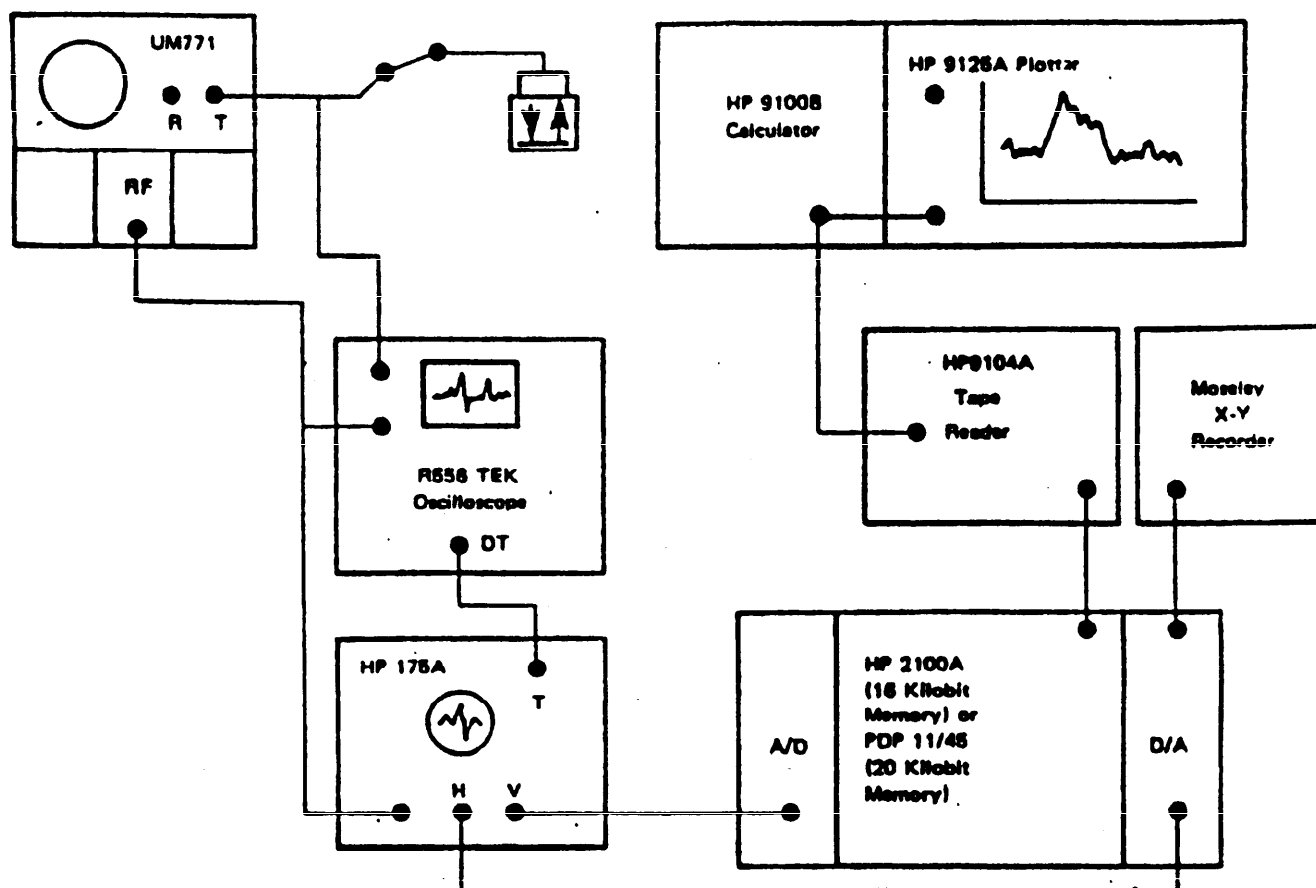 UM771
R T
RF
HP 9100B
Calculator
HP 9125A Plotter
R556 TEK
Oscilloscope
DT
HP9104A
Tape
Reader
Moseley
X-Y
Recorder
HP 175A
T
H V
A/D
HP 2100A
(16 Kilobit
Memory) or
PDP 11/45
(20 Kilobit
Memory)
D/A